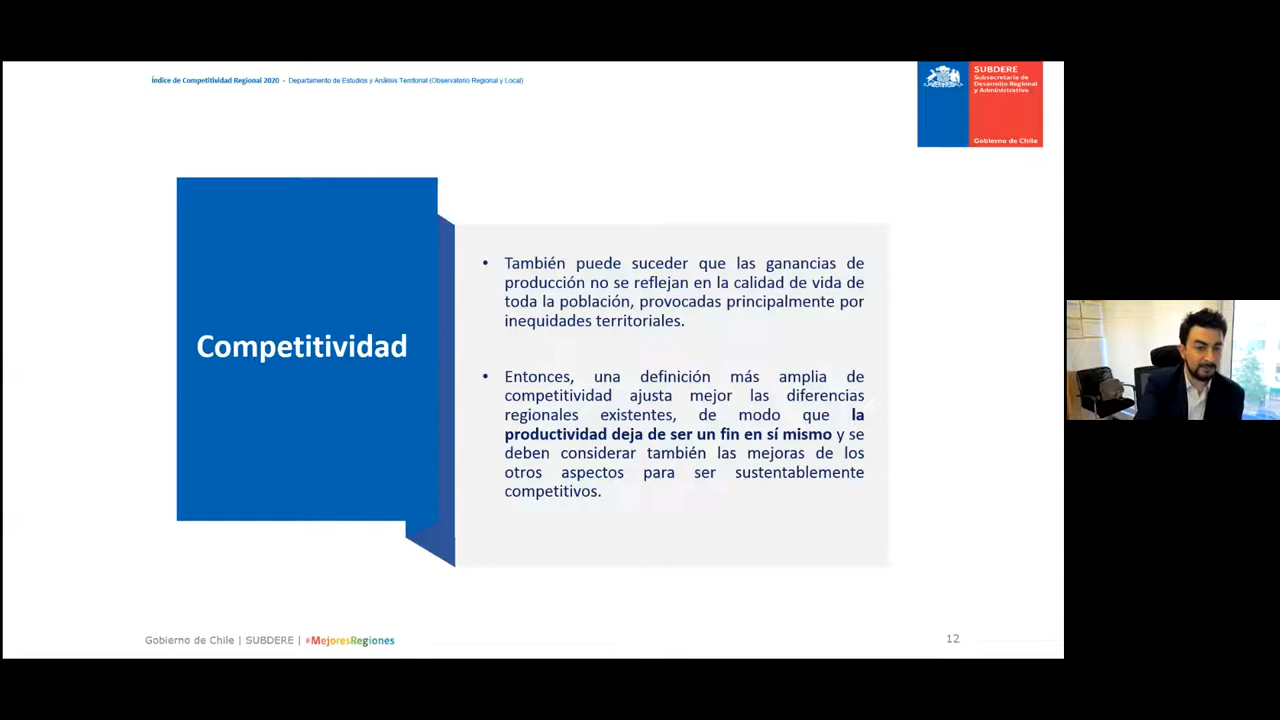 Índice de Competitividad Regional 2020 - Departamento de Estudios y Análisis Territorial (Observatorio Regional y Local)
SUBDERE
Subsecretaría de
Desarrollo Regional
y Administrativo
Gobierno de Chile
Competitividad
• También puede suceder que las ganancias de
producción no se reflejan en la calidad de vida de
toda la población, provocadas principalmente por
inequidades territoriales.
• Entonces, una definición más amplia de
competitividad ajusta mejor las diferencias
regionales existentes, de modo que la
productividad deja de ser un fin en sí mismo y se
deben considerar también las mejoras de los
otros aspectos para ser sustentablemente
competitivos.
Gobierno de Chile | SUBDERE | #MejoresRegiones
12